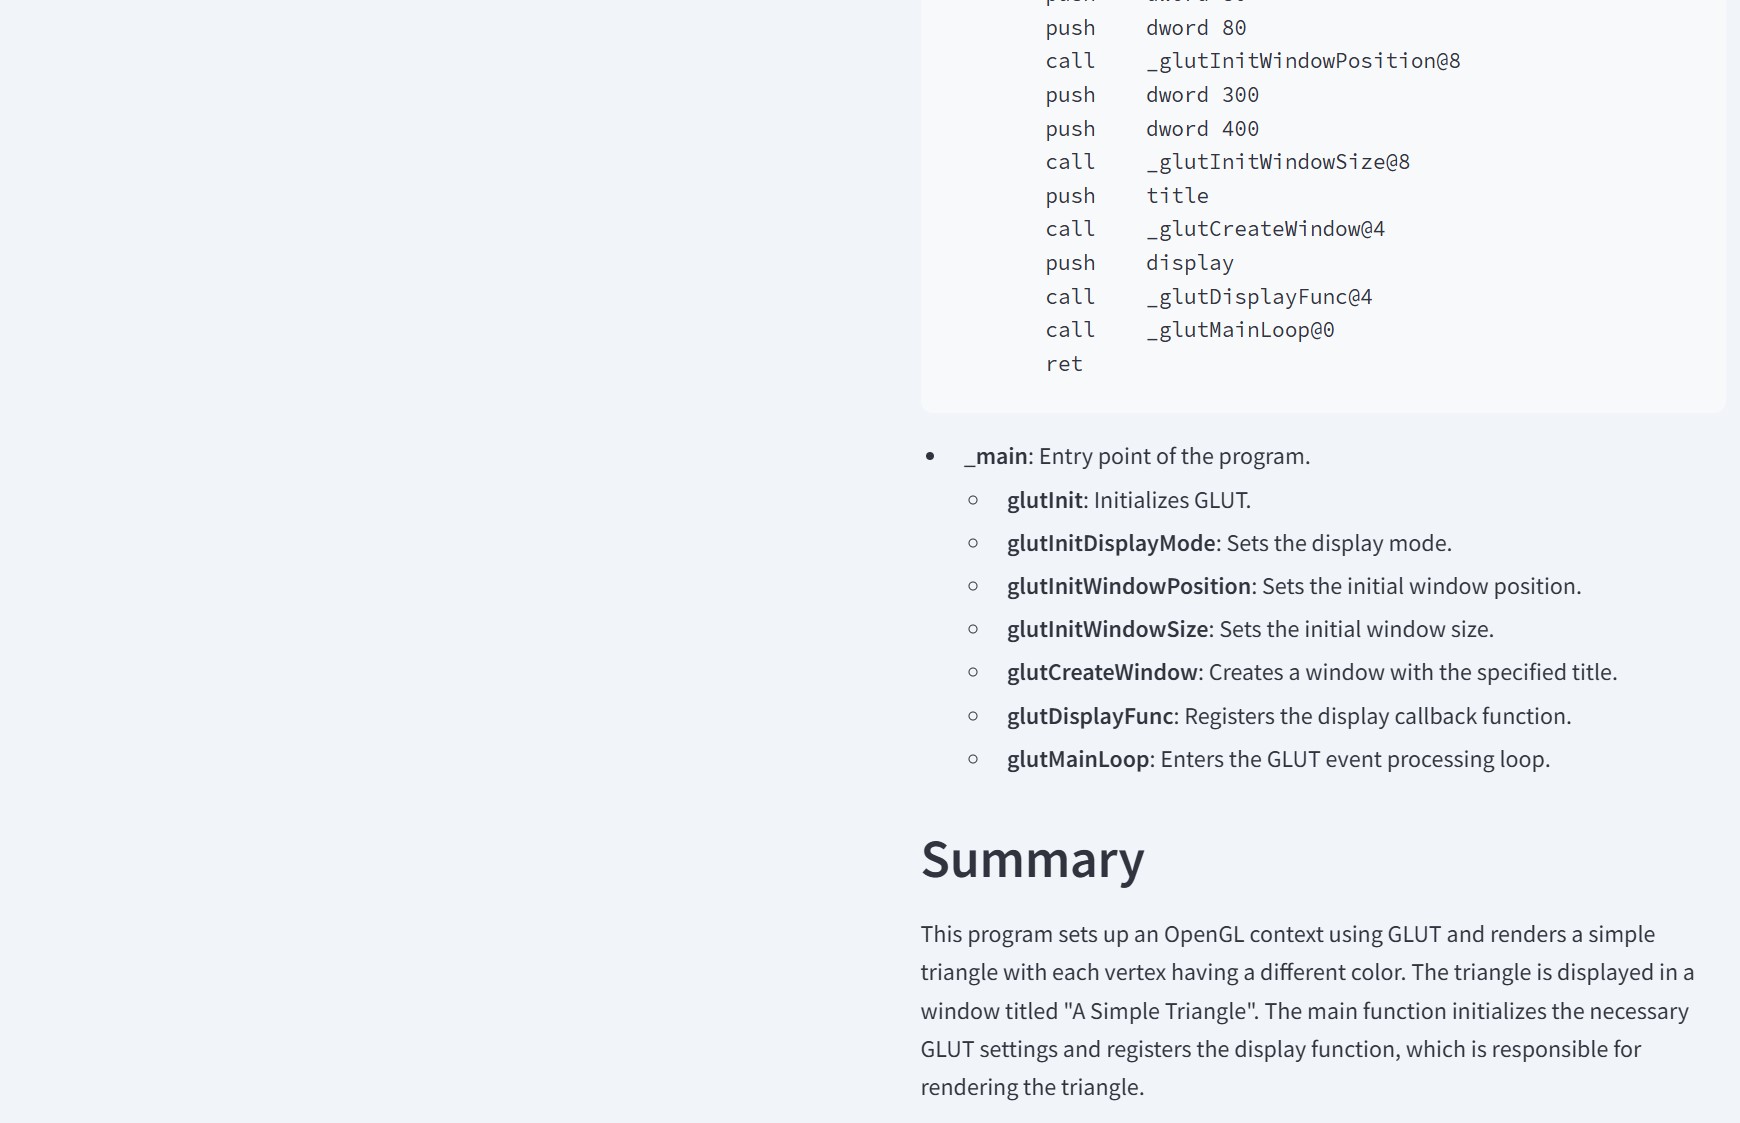 push    dword 80
call    _glutInitWindowPosition@8
push    dword 300
push    dword 400
call    _glutInitWindowSize@8
push    title
call    _glutCreateWindow@4
push    display
call    _glutDisplayFunc@4
call    _glutMainLoop@0
ret
• _main: Entry point of the program.
○ glutInit: Initializes GLUT.
○ glutInitDisplayMode: Sets the display mode.
○ glutInitWindowPosition: Sets the initial window position.
○ glutInitWindowSize: Sets the initial window size.
○ glutCreateWindow: Creates a window with the specified title.
○ glutDisplayFunc: Registers the display callback function.
○ glutMainLoop: Enters the GLUT event processing loop.
Summary
This program sets up an OpenGL context using GLUT and renders a simple
triangle with each vertex having a different color. The triangle is displayed in a
window titled "A Simple Triangle". The main function initializes the necessary
GLUT settings and registers the display function, which is responsible for
rendering the triangle.